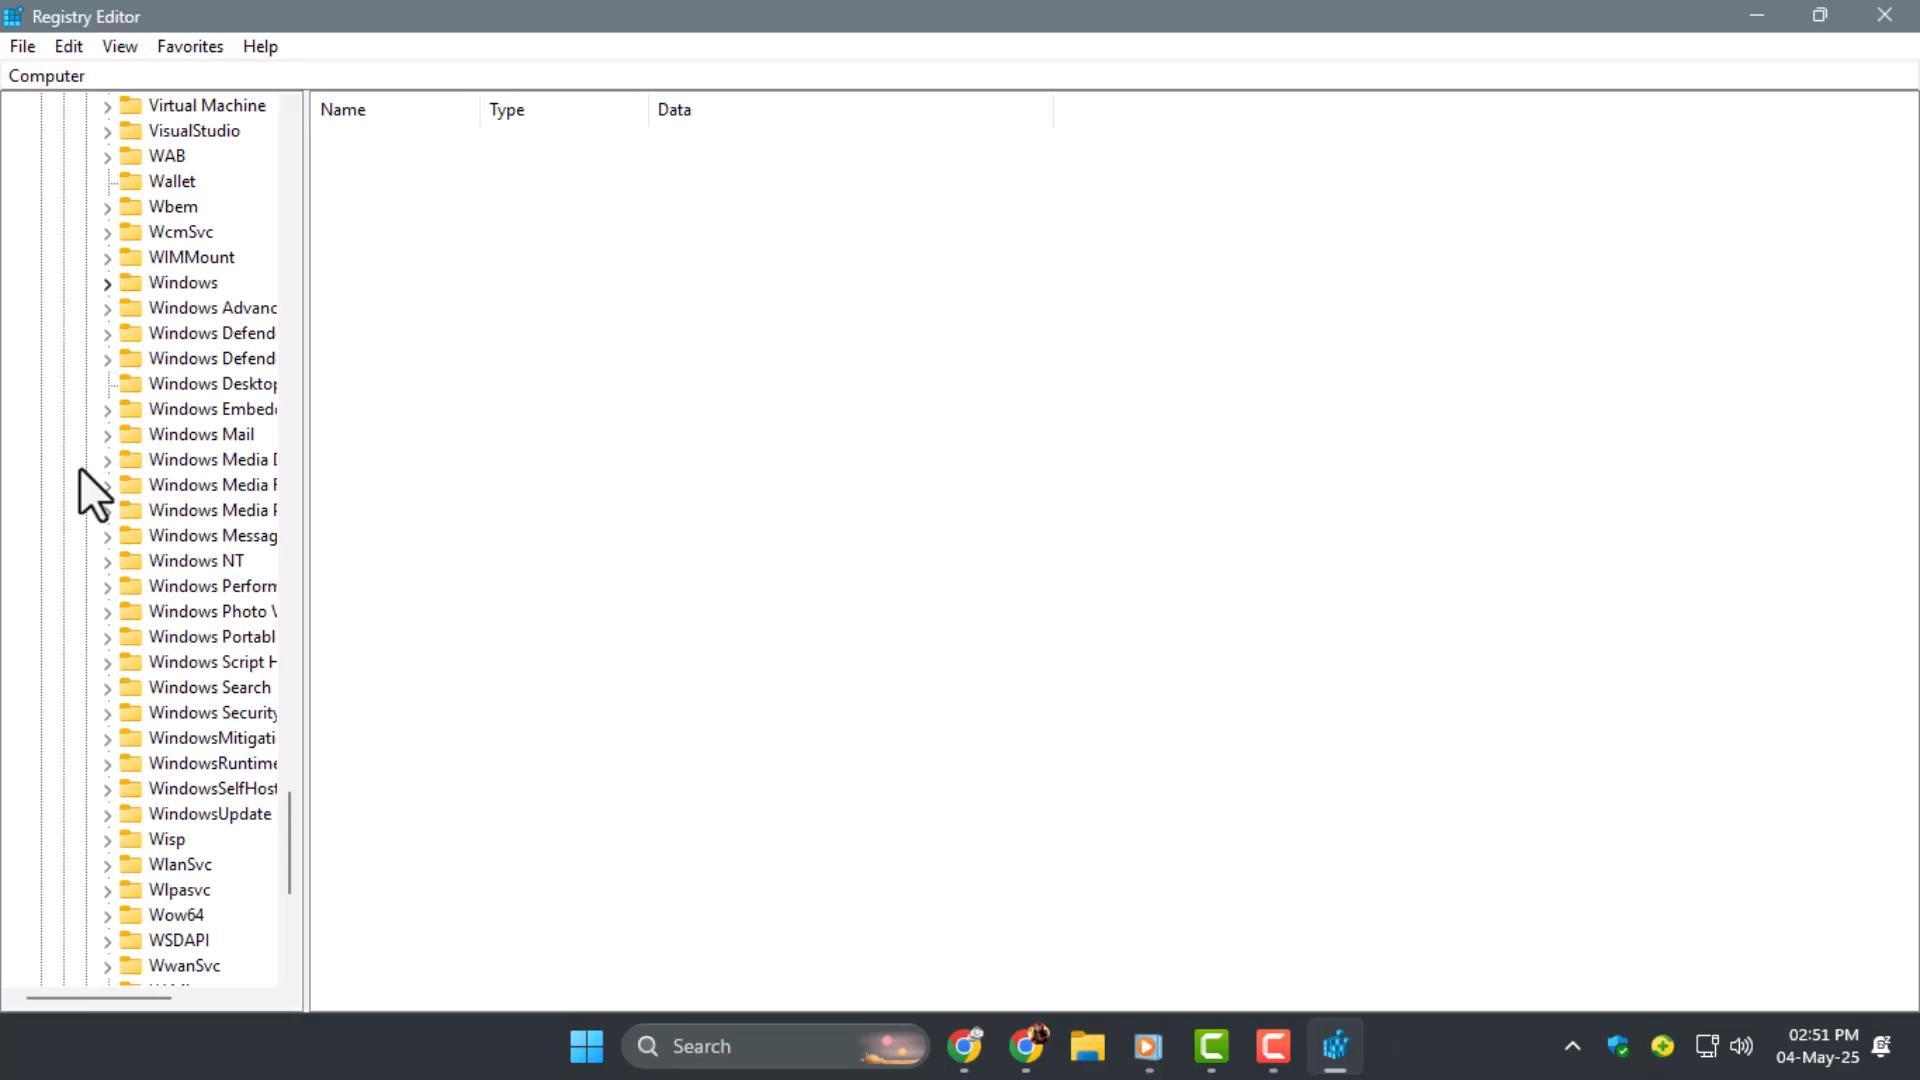 Registry Editor
File Edit View Favorites Help
Computer
Name Type Data
Virtual Machine
VisualStudio
WAB
Wallet
Wbem
WcmSvc
WIMMount
Windows
Windows Advanc
Windows Defend
Windows Defend
Windows Desktop
Windows Embed
Windows Mail
Windows Media
Windows Media
Windows Media
Windows Messag
Windows NT
Windows Perform
Windows Photo
Windows Portabl
Windows Script
Windows Search
Windows Security
WindowsMitigati
WindowsRuntime
WindowsSelfHost
WindowsUpdate
Wisp
WlanSvc
Wlpasvc
Wow64
WSDAPI
WwanSvc
Search
02:51 PM
04-May-25